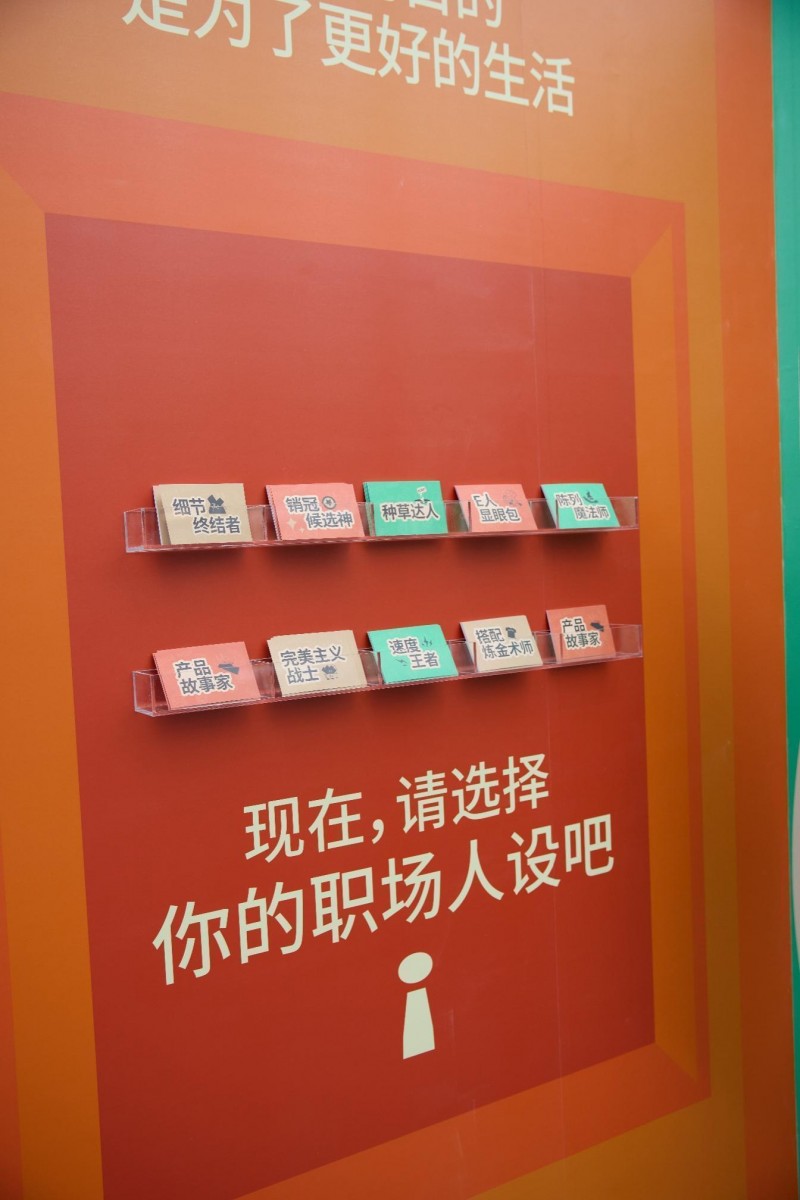 的
是为了更好的生活
细节
终结者
销冠
候选神
种草达人
E人
显眼包
陈列
魔法师
产品
故事家
完美主义
战士
速度
王者
搭配
炼金术师
产品
故事家
现在，请选择
你的职场人设吧